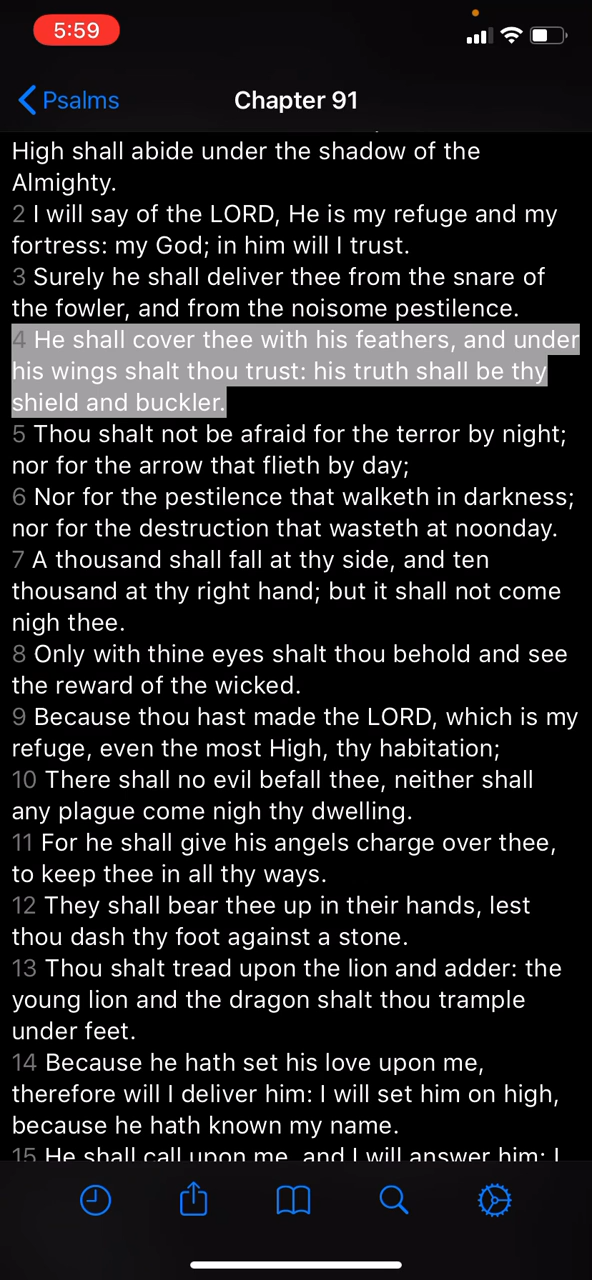 5:59
Psalms
Chapter 91
High shall abide under the shadow of the
Almighty.
2 I will say of the LORD, He is my refuge and my
fortress: my God; in him will I trust.
3 Surely he shall deliver thee from the snare of
the fowler, and from the noisome pestilence.
4 He shall cover thee with his feathers, and under
his wings shalt thou trust: his truth shall be thy
shield and buckler.
5 Thou shalt not be afraid for the terror by night;
nor for the arrow that flieth by day;
6 Nor for the pestilence that walketh in darkness;
nor for the destruction that wasteth at noonday.
7 A thousand shall fall at thy side, and ten
thousand at thy right hand; but it shall not come
nigh thee.
8 Only with thine eyes shalt thou behold and see
the reward of the wicked.
9 Because thou hast made the LORD, which is my
refuge, even the most High, thy habitation;
10 There shall no evil befall thee, neither shall
any plague come nigh thy dwelling.
11 For he shall give his angels charge over thee,
to keep thee in all thy ways.
12 They shall bear thee up in their hands, lest
thou dash thy foot against a stone.
13 Thou shalt tread upon the lion and adder: the
young lion and the dragon shalt thou trample
under feet.
14 Because he hath set his love upon me,
therefore will I deliver him: I will set him on high,
because he hath known my name.
15 He shall call upon me, and I will answer him: I